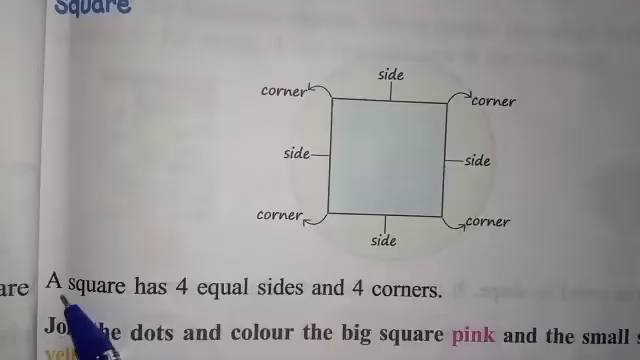 Square
side
corner
corner
side
side
corner
corner
side
are
A square has 4 equal sides and 4 corners.
the dots and colour the big square pink and the small